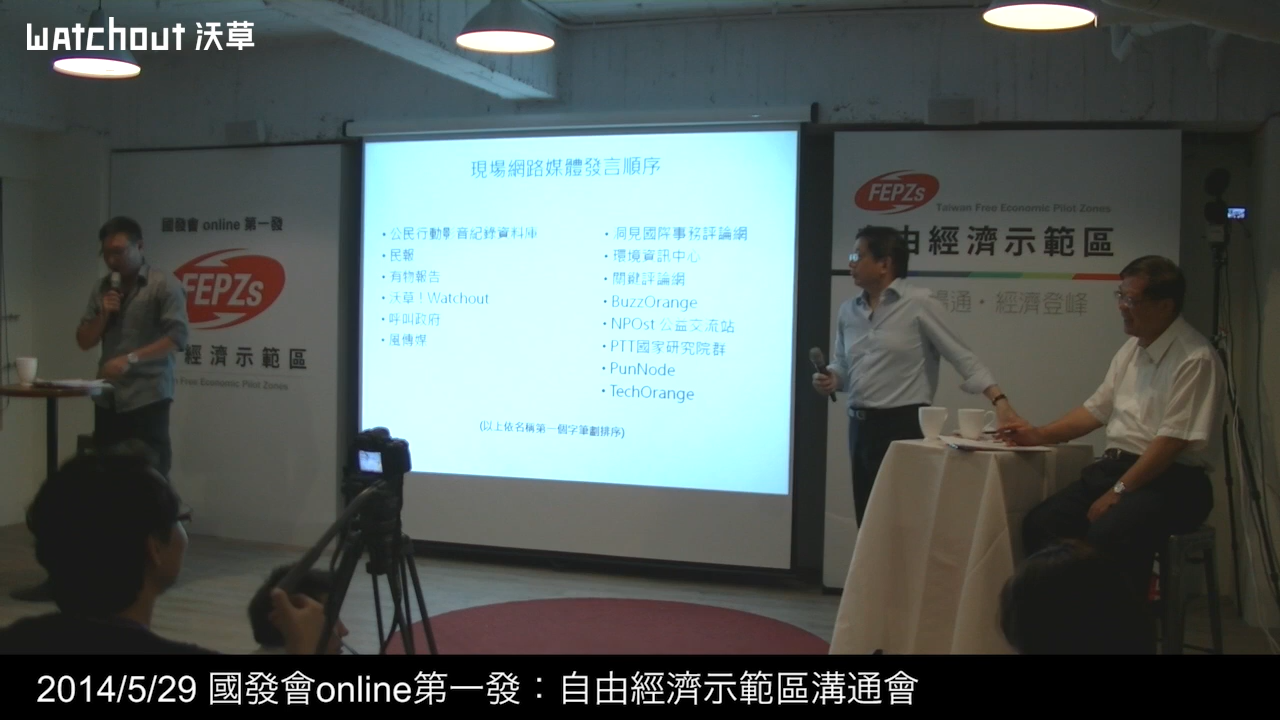 WATCHOUT 沃草
現場網路媒體發言順序
國發會 online 第一發
FEPZs
經濟示範區
Free Economic Pilot Zones
• 公民行動影音紀錄資料庫
• 民報
• 有物報告
• 沃草！Watchout
• 呼叫政府
• 風傳媒
• 洞見國際事務評論網
• 環境資訊中心
• 關鍵評論網
• BuzzOrange
• NPOst 公益交流站
• PTT國家研究院群
• PunNode
• TechOrange
(以上依名稱第一個字筆劃排序)
FEPZs
Taiwan Free Economic Pilot Zones
由經濟示範區
溝通・經濟登峰
2014/5/29 國發會online第一發：自由經濟示範區溝通會